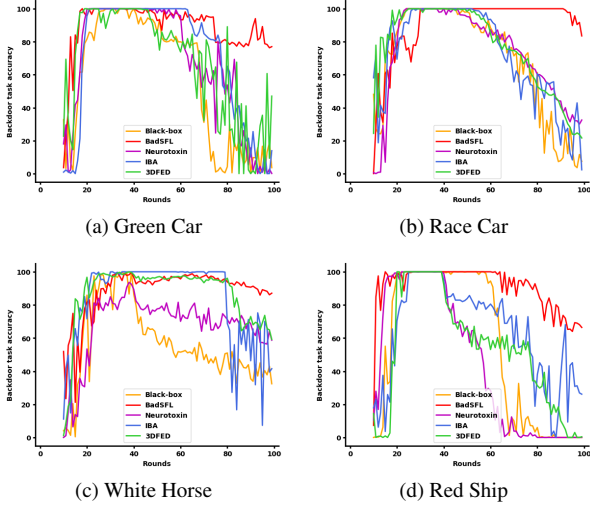 100
80
60
40
20
0
Backdoor task accuracy
Black-box
BadSFL
Neurotoxin
IBA
3DFED
0 20 40 60 80 100
Rounds
(a) Green Car
100
80
60
40
20
0
Backdoor task accuracy
Black-box
BadSFL
Neurotoxin
IBA
3DFED
0 20 40 60 80 100
Rounds
(b) Race Car
100
80
60
40
20
0
Backdoor task accuracy
Black-box
BadSFL
Neurotoxin
IBA
3DFED
0 20 40 60 80 100
Rounds
(c) White Horse
100
80
60
40
20
0
Backdoor task accuracy
Black-box
BadSFL
Neurotoxin
IBA
3DFED
0 20 40 60 80 100
Rounds
(d) Red Ship